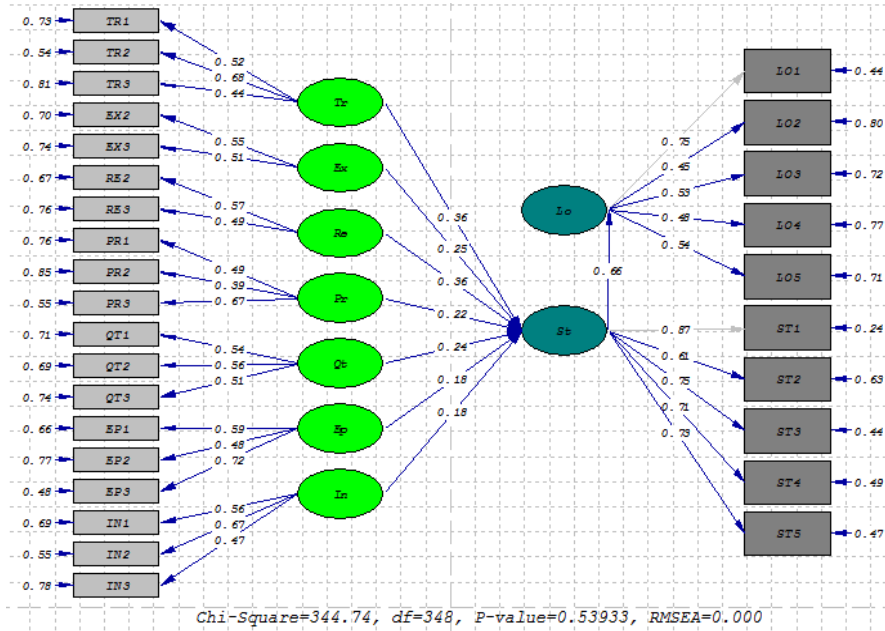 0.73 TR1
0.54 TR2
0.81 TR3
0.70 EX2
0.74 EX3
0.67 RE2
0.76 RE3
0.76 PR1
0.85 PR2
0.55 PR3
0.71 QT1
0.69 QT2
0.74 QT3
0.66 EP1
0.77 EP2
0.48 EP3
0.69 IN1
0.55 IN2
0.78 IN3
0.52
0.68
0.44
0.55
0.51
0.57
0.49
0.49
0.39
0.67
0.54
0.56
0.51
0.59
0.48
0.72
0.56
0.67
0.47
Tr
Ex
Re
Pr
Qt
Ep
In
0.36
0.25
0.36
0.22
0.24
0.18
0.18
Lo
0.66
St
0.75
0.45
0.53
0.48
0.54
0.87
0.61
0.75
0.71
0.73
LO1 0.44
LO2 0.80
LO3 0.72
LO4 0.77
LO5 0.71
ST1 0.24
ST2 0.63
ST3 0.44
ST4 0.49
ST5 0.47
Chi-Square=344.74, df=348, P-value=0.53933, RMSEA=0.000